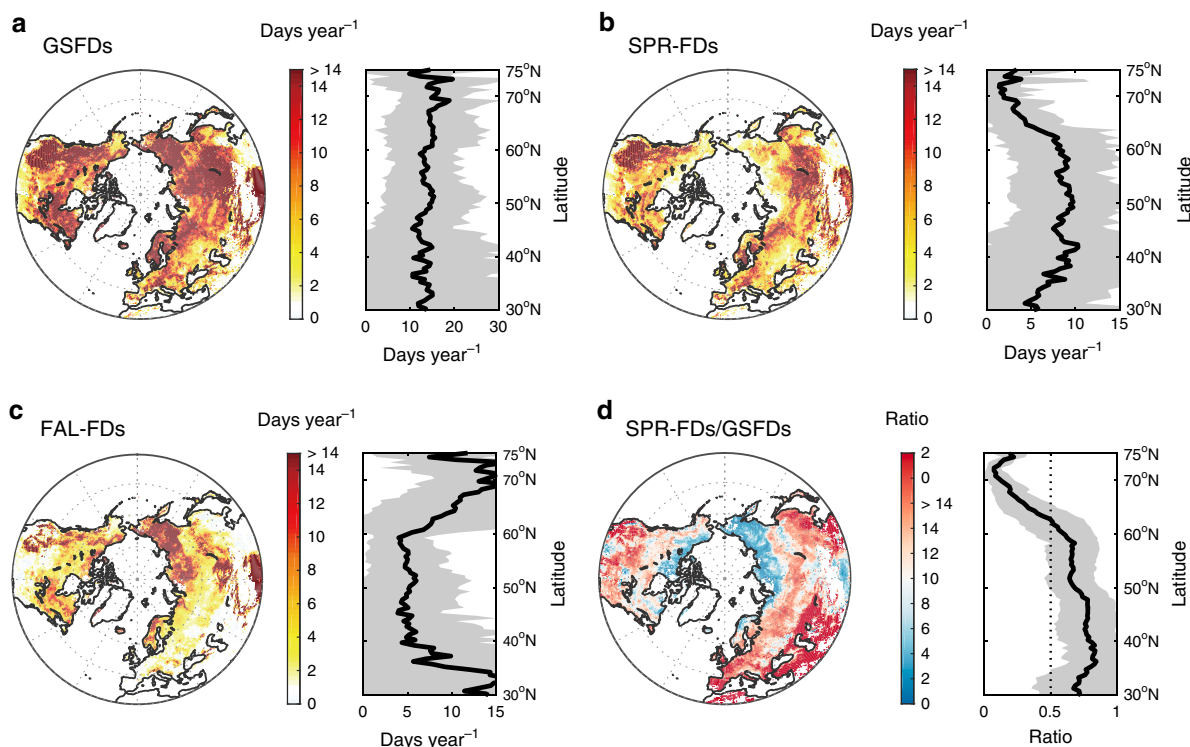 a
GSFDs
Days year⁻¹
> 14
12
10
8
6
4
2
0
75°N
70°N
60°N
50°N
40°N
30°N
Latitude
0 10 20 30
Days year⁻¹
b
SPR-FDs
Days year⁻¹
> 14
12
10
8
6
4
2
0
75°N
70°N
60°N
50°N
40°N
30°N
Latitude
0 5 10 15
Days year⁻¹
c
FAL-FDs
Days year⁻¹
> 14
12
10
8
6
4
2
0
75°N
70°N
60°N
50°N
40°N
30°N
Latitude
0 5 10 15
Days year⁻¹
d
SPR-FDs/GSFDs
Ratio
2
0
> 14
12
10
8
6
4
2
0
75°N
70°N
60°N
50°N
40°N
30°N
Latitude
0 0.5 1
Ratio